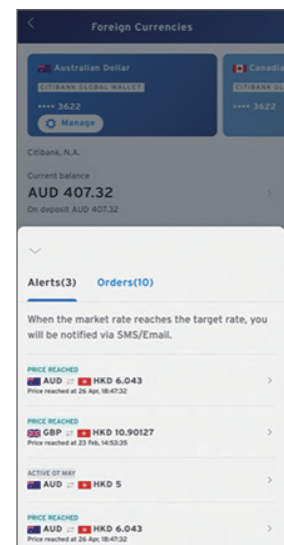 Foreign Currencies
Australian Dollar
CITIBANK GLOBAL WALLET
•••• 3622
Manage
Canadia
CITIBANK GL
•••• 3622
Citibank, N.A.
Current balance
AUD 407.32
On deposit AUD 407.32
Alerts(3) Orders(10)
When the market rate reaches the target rate, you
will be notified via SMS/Email.
PRICE REACHED
AUD ⇄ HKD 6.043
Price reached at 26 Apr, 18:47:32
PRICE REACHED
GBP ⇄ HKD 10.90127
Price reached at 23 Feb, 14:53:35
ACTIVE 07 MAY
AUD ⇄ HKD 5
PRICE REACHED
AUD ⇄ HKD 6.043
Price reached at 26 Apr, 18:47:32